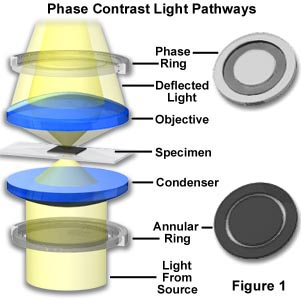 Phase Contrast Light Pathways
Phase
Ring
Deflected
Light
Objective
Specimen
Condenser
Annular
Ring
Light
From
Source
Figure 1